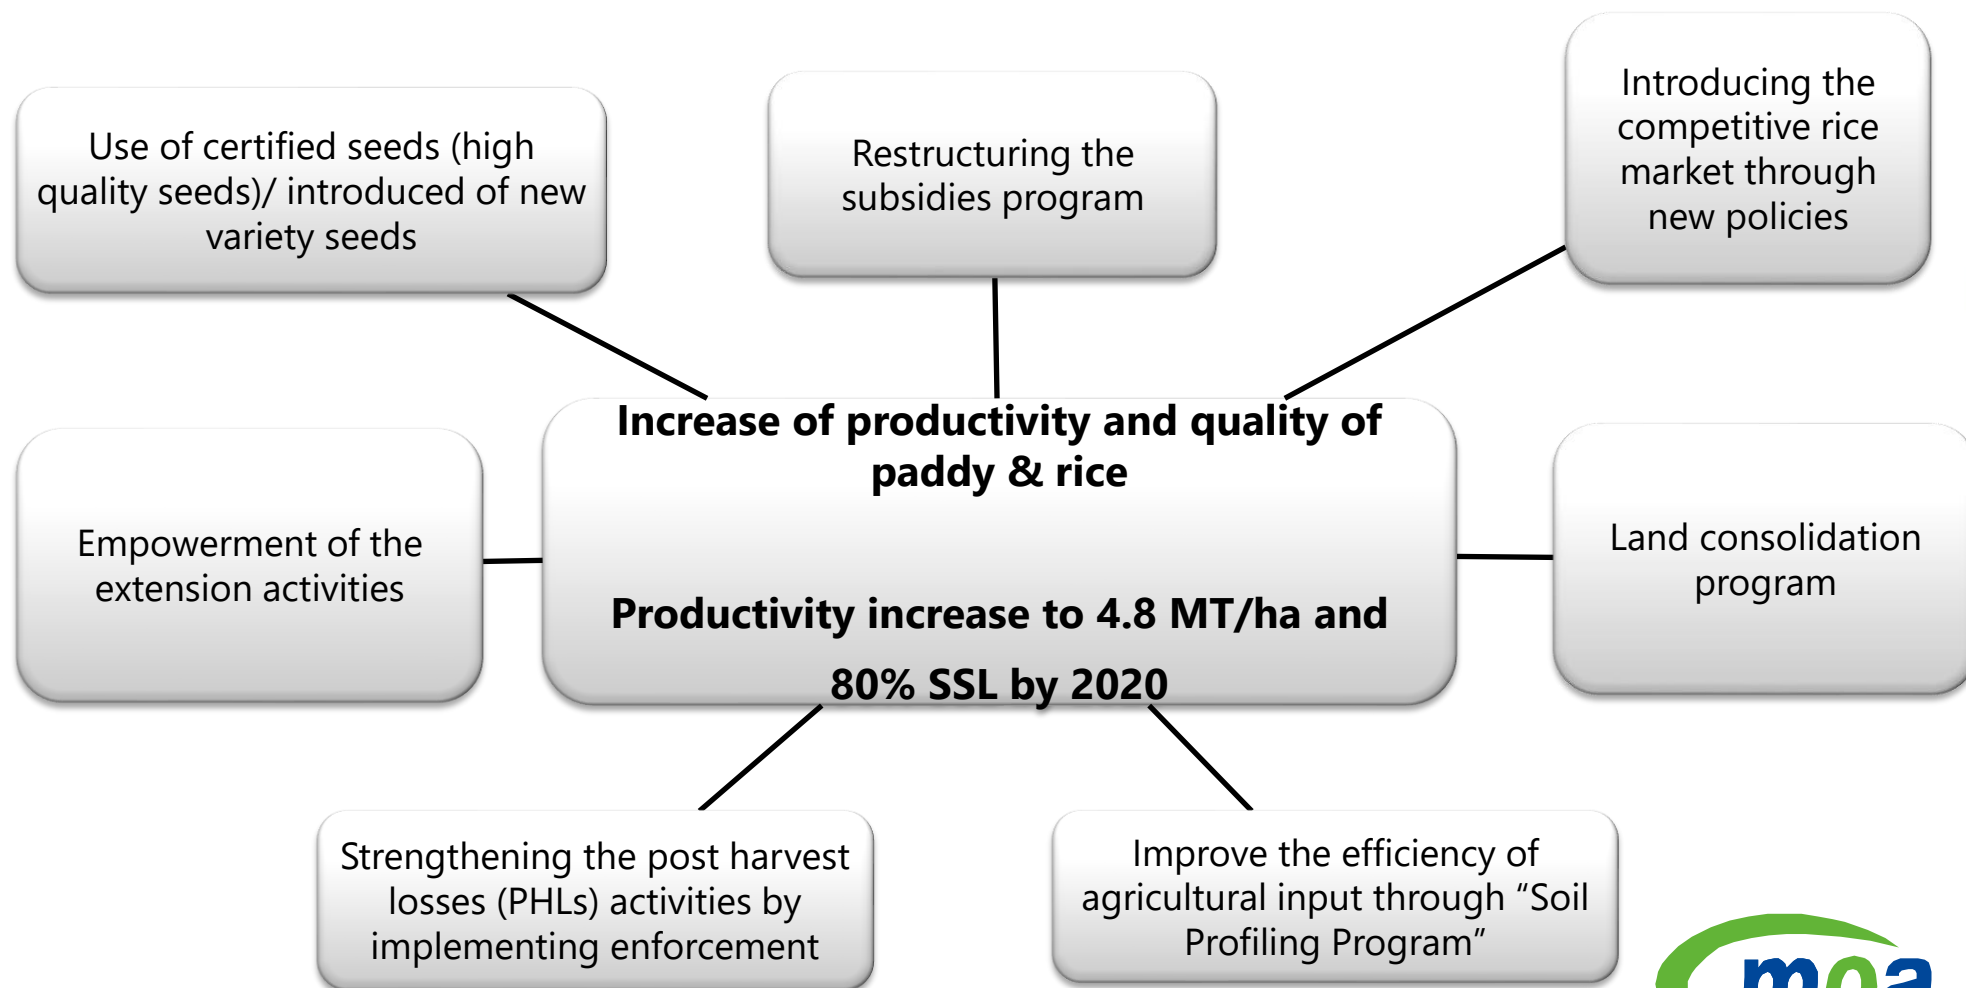 Use of certified seeds (high
quality seeds)/ introduced of new
variety seeds
Restructuring the
subsidies program
Introducing the
competitive rice
market through
new policies
Empowerment of the
extension activities
Increase of productivity and quality of
paddy & rice
Productivity increase to 4.8 MT/ha and
80% SSL by 2020
Land consolidation
program
Strengthening the post harvest
losses (PHLs) activities by
implementing enforcement
Improve the efficiency of
agricultural input through “Soil
Profiling Program”
moa